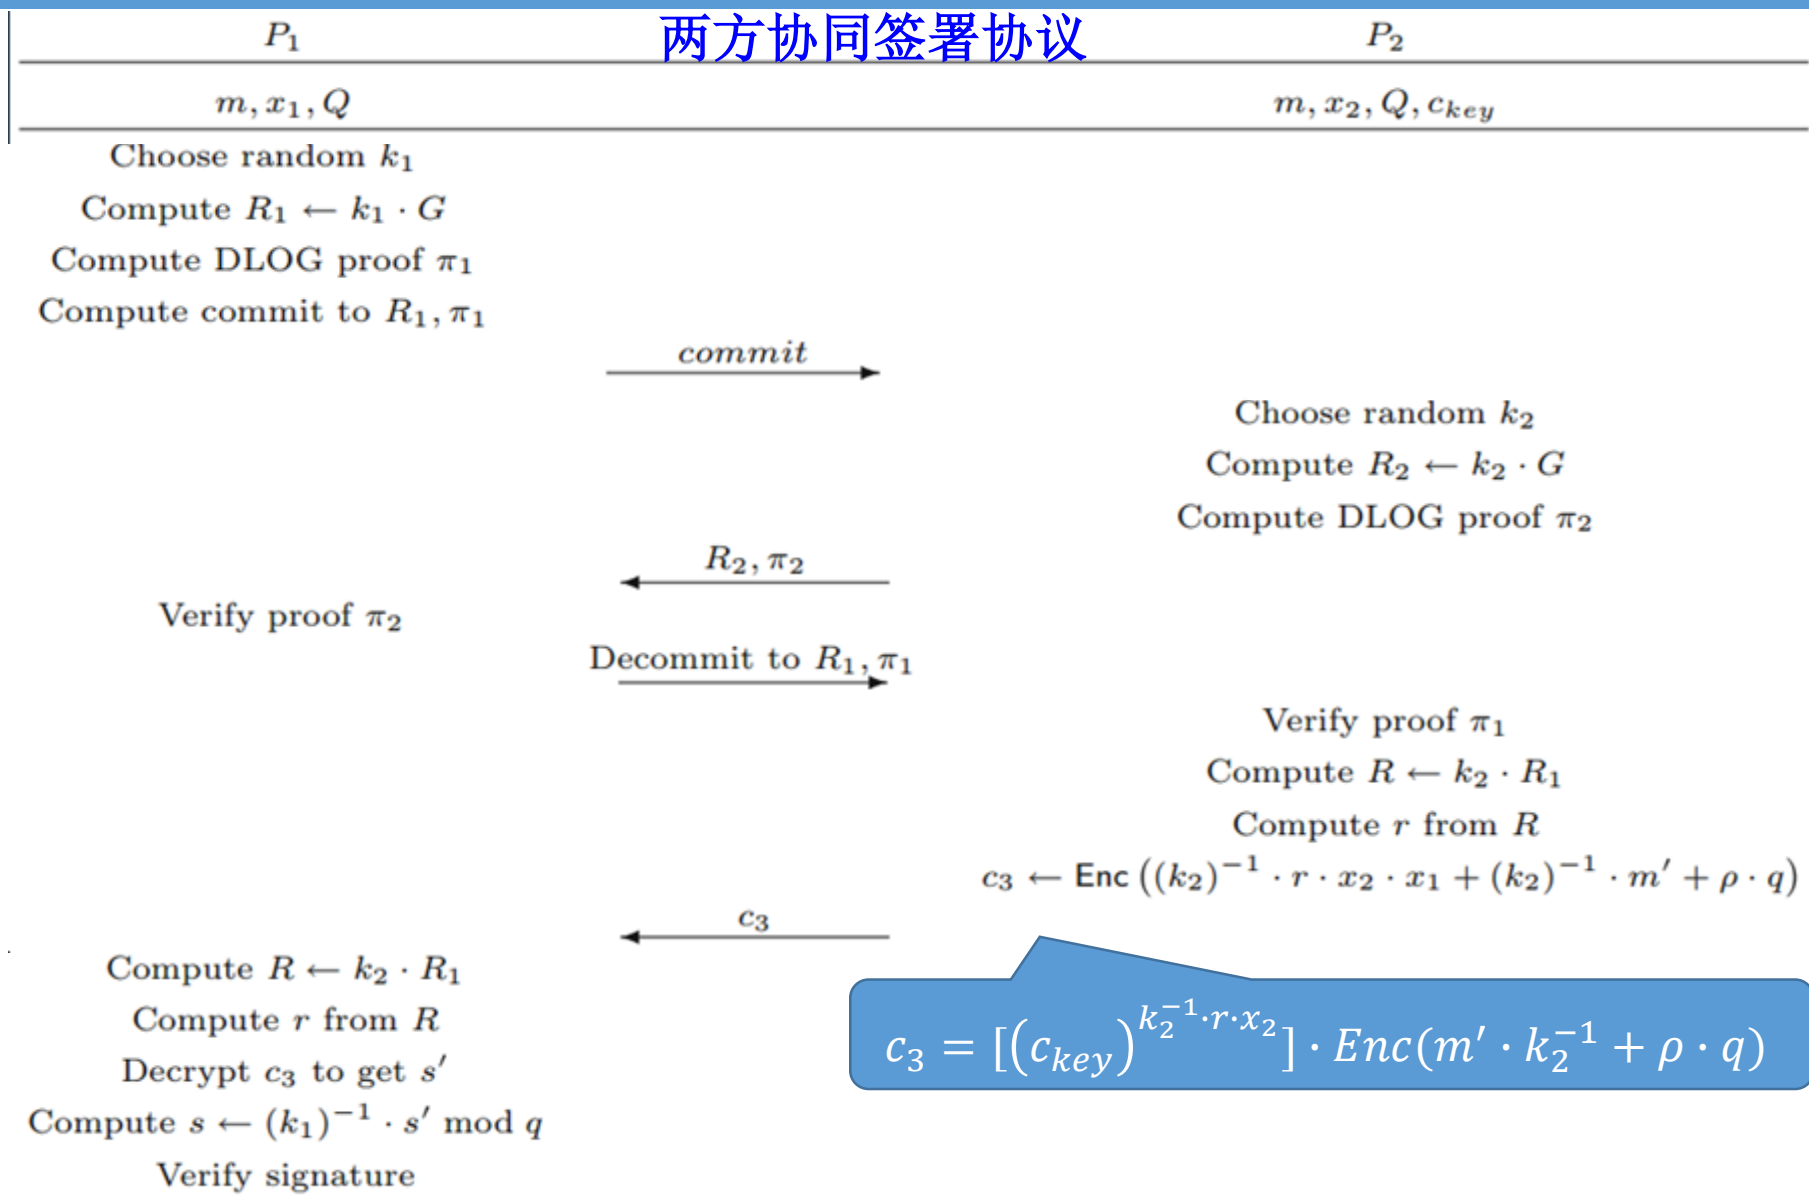 两方协同签署协议
P₁ P₂
m, x₁, Q m, x₂, Q, c_key
Choose random k₁
Compute R₁ ← k₁ · G
Compute DLOG proof π₁
Compute commit to R₁, π₁
commit
Choose random k₂
Compute R₂ ← k₂ · G
Compute DLOG proof π₂
R₂, π₂
Verify proof π₂
Decommit to R₁, π₁
Verify proof π₁
Compute R ← k₂ · R₁
Compute r from R
c₃ ← Enc ((k₂)⁻¹ · r · x₂ · x₁ + (k₂)⁻¹ · m′ + ρ · q)
c₃
Compute R ← k₂ · R₁
Compute r from R
Decrypt c₃ to get s′
Compute s ← (k₁)⁻¹ · s′ mod q
Verify signature
c₃ = [(c_key)^{k₂⁻¹·r·x₂}] · Enc(m′ · k₂⁻¹ + ρ · q)